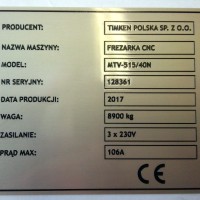 PRODUCENT: TIMKEN POLSKA SP. Z O.O.
NAZWA MASZYNY: FREZARKA CNC
MODEL: MTV-515/40N
NR SERYJNY: 128361
DATA PRODUKCJI: 2017
WAGA: 8900 kg
ZASILANIE: 3 x 230V
PRĄD MAX: 106A
CE